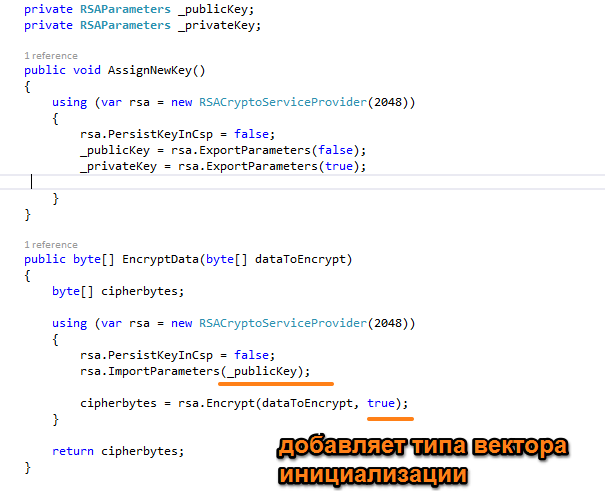 private RSAParameters _publicKey;
private RSAParameters _privateKey;
1 reference
public void AssignNewKey()
{
using (var rsa = new RSACryptoServiceProvider(2048))
{
rsa.PersistKeyInCsp = false;
_publicKey = rsa.ExportParameters(false);
_privateKey = rsa.ExportParameters(true);
}
}
1 reference
public byte[] EncryptData(byte[] dataToEncrypt)
{
byte[] cipherbytes;
using (var rsa = new RSACryptoServiceProvider(2048))
{
rsa.PersistKeyInCsp = false;
rsa.ImportParameters(_publicKey);
cipherbytes = rsa.Encrypt(dataToEncrypt, true);
}
return cipherbytes;
}
добавляет типа вектора
инициализации